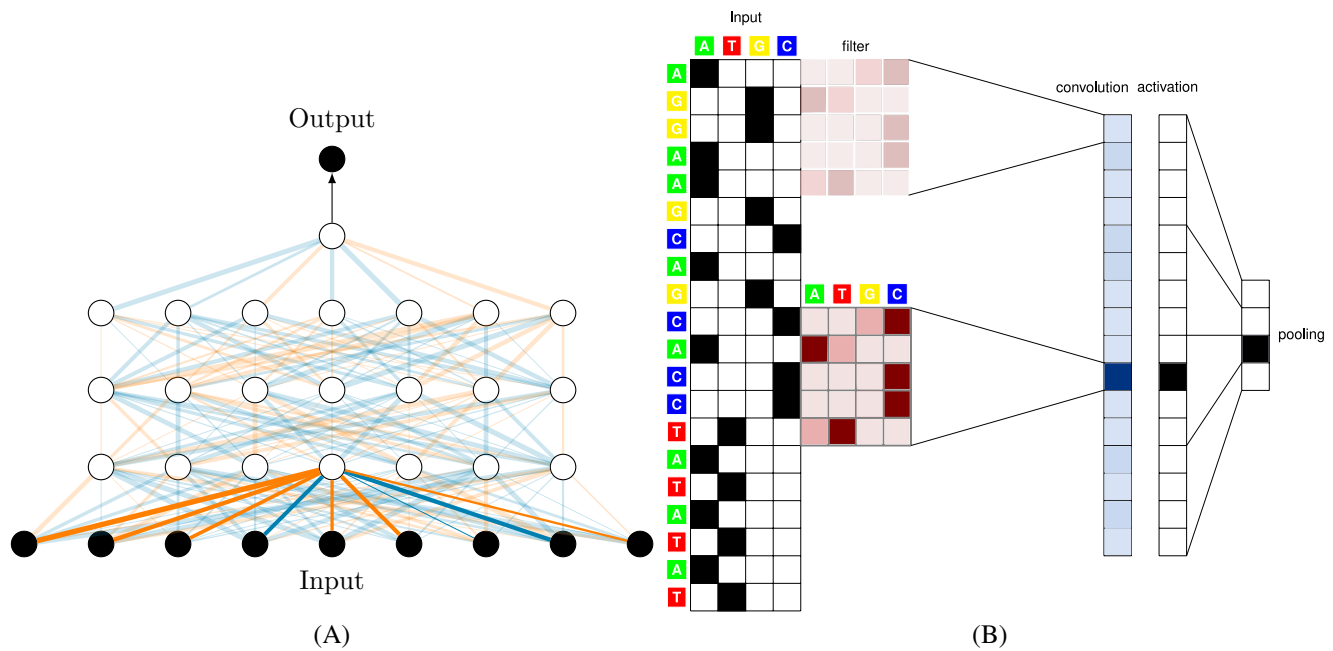 Output
Input
(A)
Input
filter
A T G C
convolution activation
A
G
G
A
A
G
C
A
G
A T G C
C
pooling
A
C
C
T
A
T
A
T
A
T
(B)